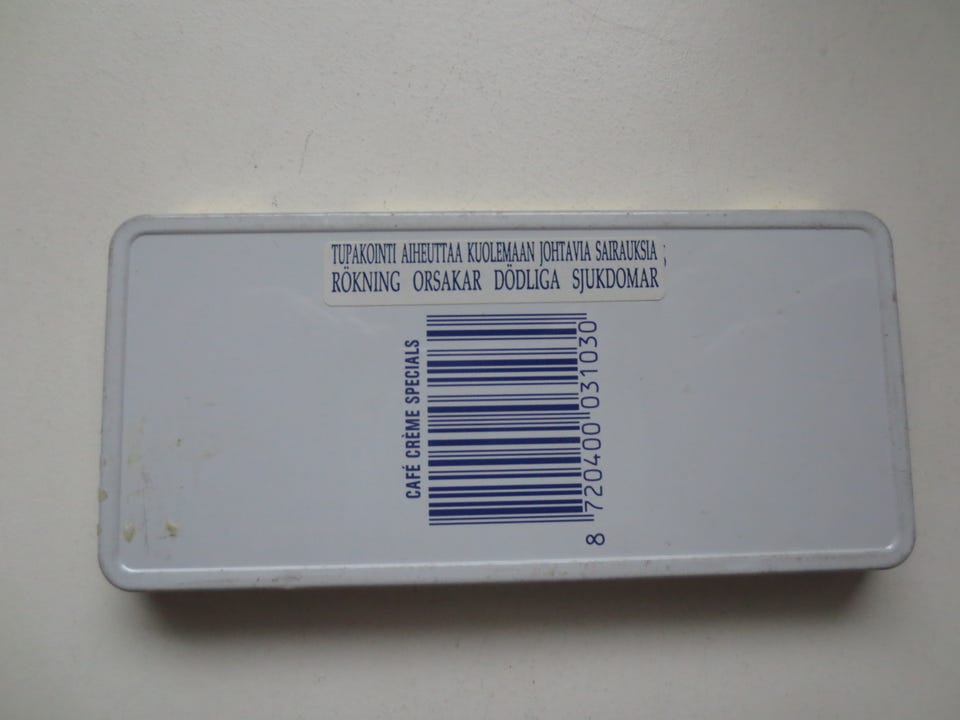 TUPAKOINTI AIHEUTTAA KUOLEMAAN JOHTAVIA SAIRAUKSIA ;
RÖKNING ORSAKAR DÖDLIGA SJUKDOMAR
CAFÉ CRÈME SPECIALS
8 720400 031030